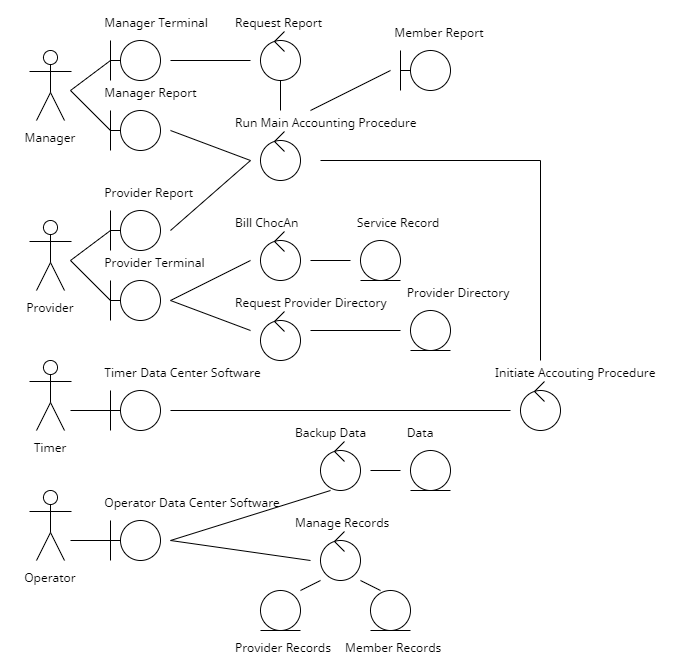 Manager Terminal
Request Report
Member Report
Manager Report
Manager
Run Main Accounting Procedure
Provider Report
Bill ChocAn
Service Record
Provider Terminal
Provider
Request Provider Directory
Provider Directory
Timer Data Center Software
Initiate Accouting Procedure
Timer
Backup Data
Data
Operator Data Center Software
Manage Records
Operator
Provider Records
Member Records